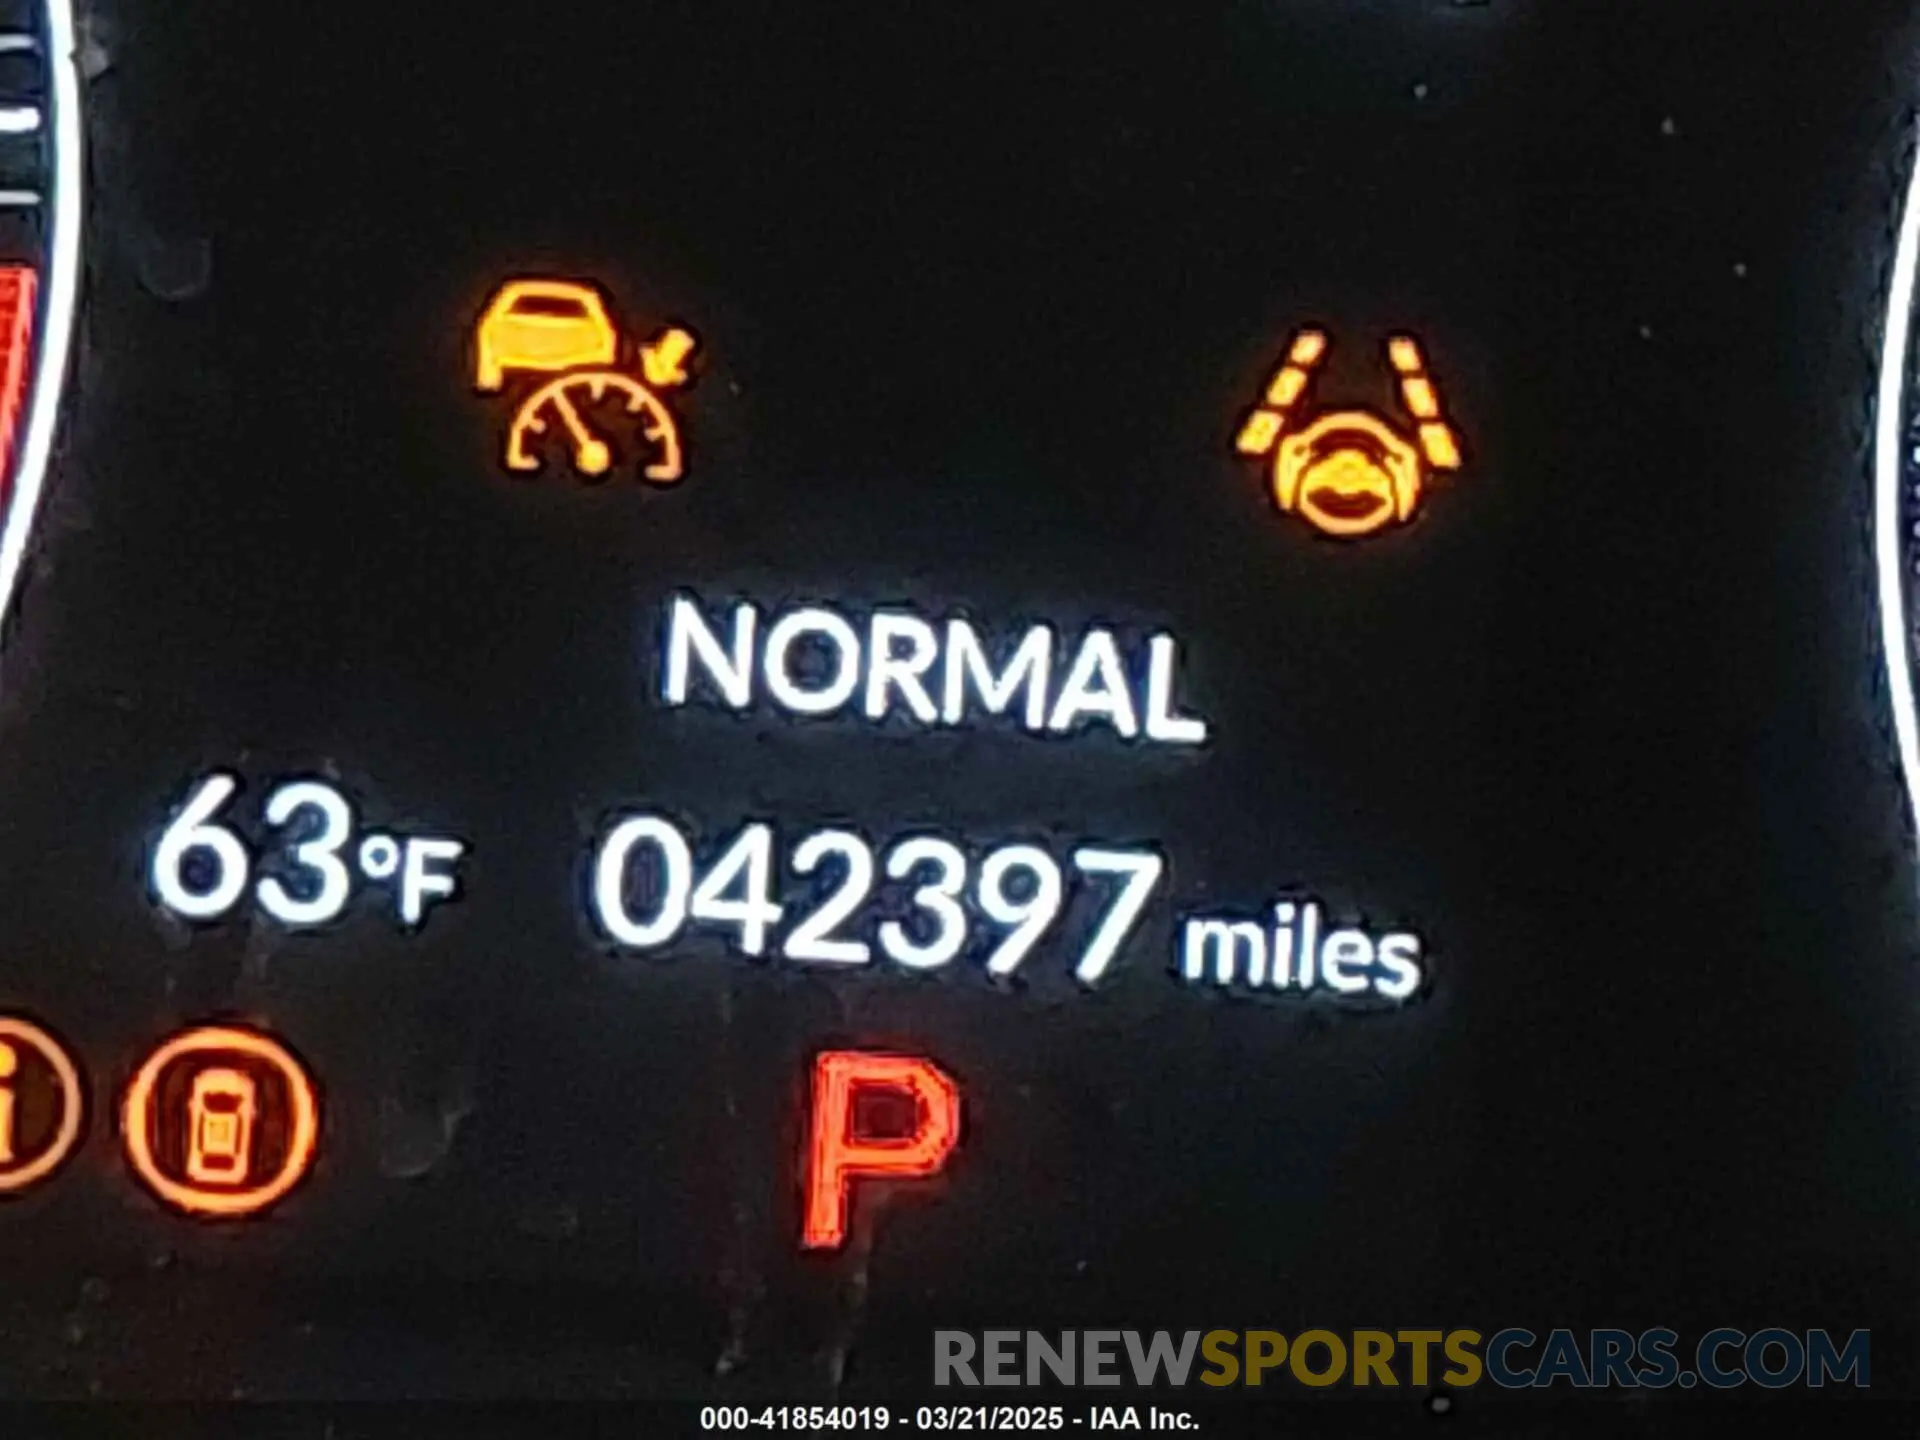 NORMAL
63°F 042397 miles
i
P
RENEWSPORTSCARS.COM
000-41854019 - 03/21/2025 - IAA Inc.